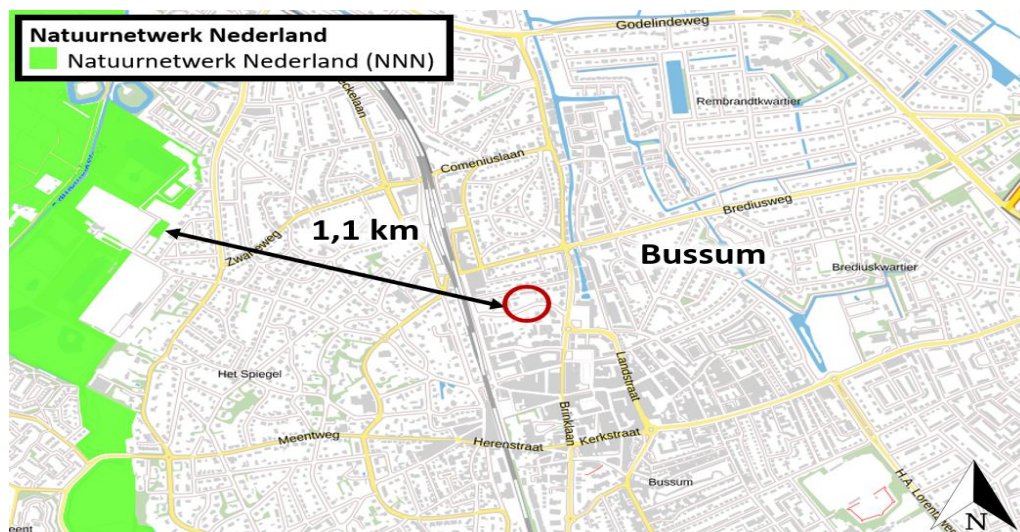 Natuurnetwerk Nederland
Natuurnetwerk Nederland (NNN)
Godelindeweg
Rembrandtkwartier
Comeniuslaan
Brediusweg
1,1 km
Bussum
Brediuskwartier
Het Spiegel
Landstraat
Brinklaan
Meentweg
Herenstraat
Kerkstraat
Bussum
N